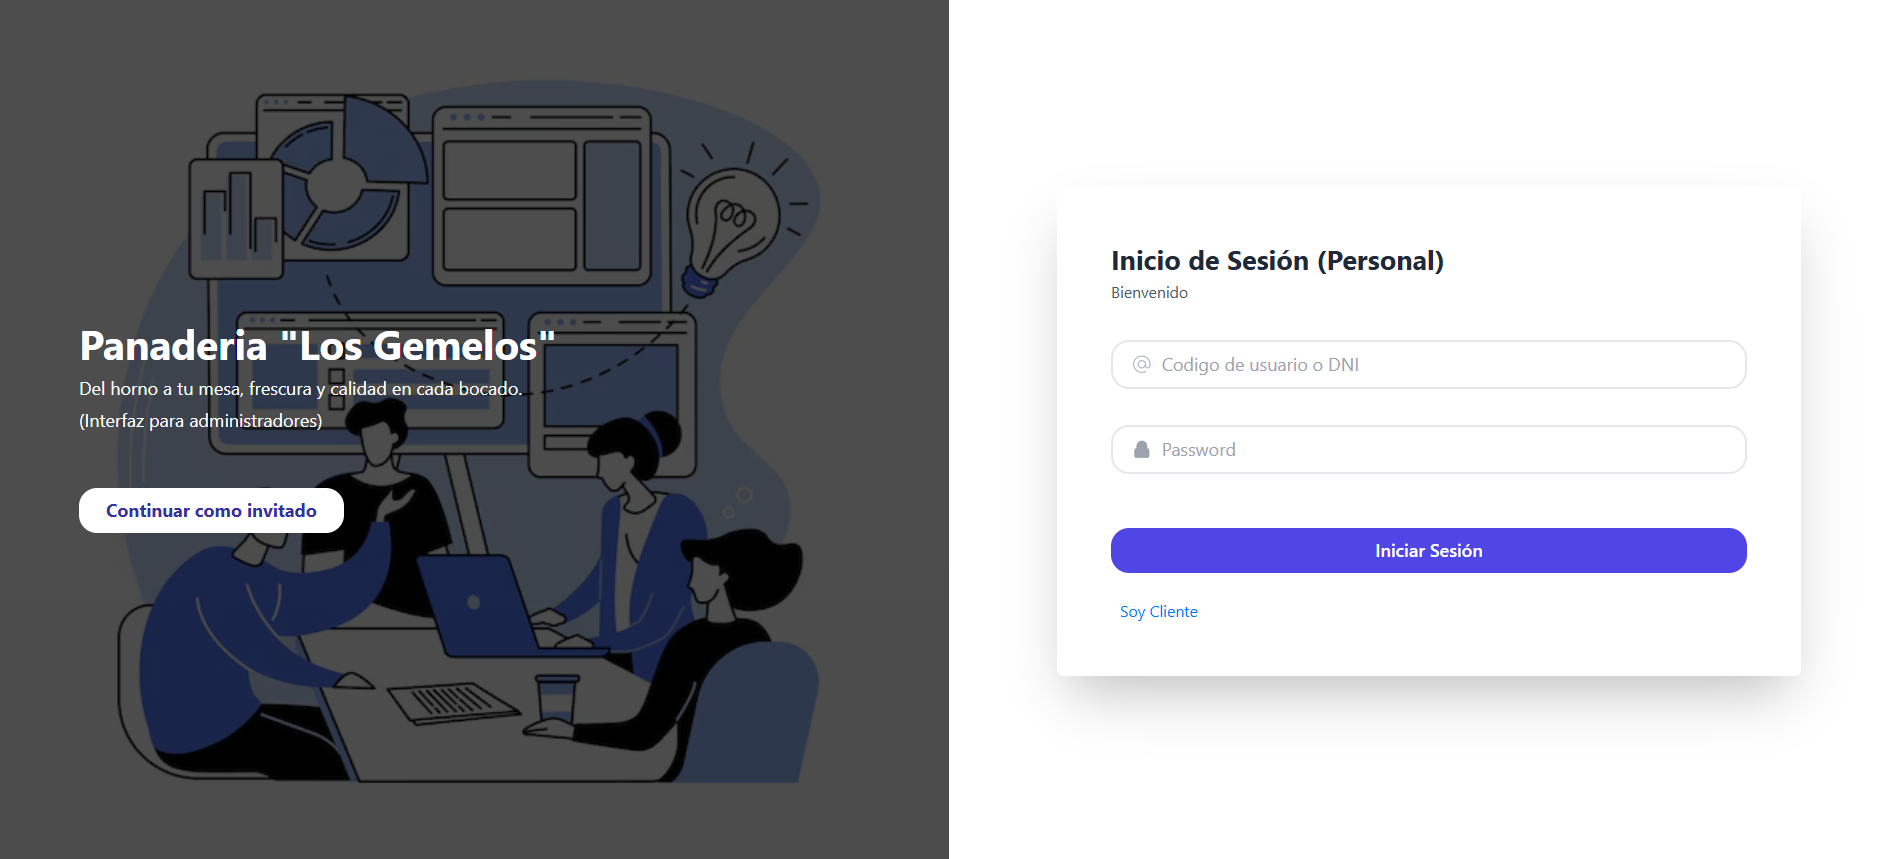 Panaderia "Los Gemelos"
Del horno a tu mesa, frescura y calidad en cada bocado.
(Interfaz para administradores)
Continuar como invitado
Inicio de Sesión (Personal)
Bienvenido
Codigo de usuario o DNI
Password
Iniciar Sesión
Soy Cliente